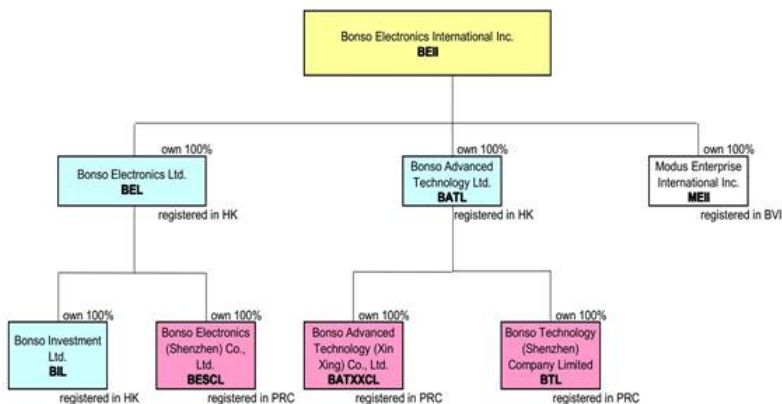 Bonso Electronics International Inc.
BEII
own 100%
own 100%
own 100%
Bonso Electronics Ltd.
BEL
Bonso Advanced
Technology Ltd.
BATL
Modus Enterprise
International Inc.
MEII
registered in HK
registered in HK
registered in BVI
own 100%
own 100%
own 100%
own 100%
Bonso Investment
Ltd.
BIL
Bonso Electronics
(Shenzhen) Co.,
Ltd.
BESCL
Bonso Advanced
Technology (Xin
Xing) Co., Ltd.
BATXXCL
Bonso Technology
(Shenzhen)
Company Limited
BTL
registered in HK
registered in PRC
registered in PRC
registered in PRC